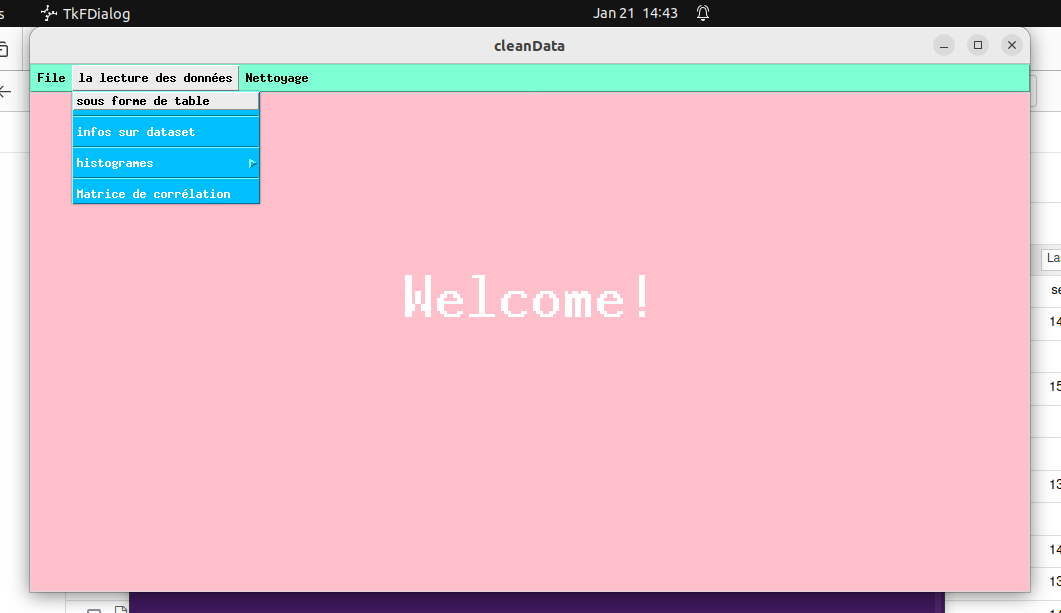 TkFDialog
Jan 21 14:43
cleanData
File la lecture des données Nettoyage
sous forme de table
infos sur dataset
histogrames
Matrice de corrélation
Welcome!
La
se
14
15
13
14
13